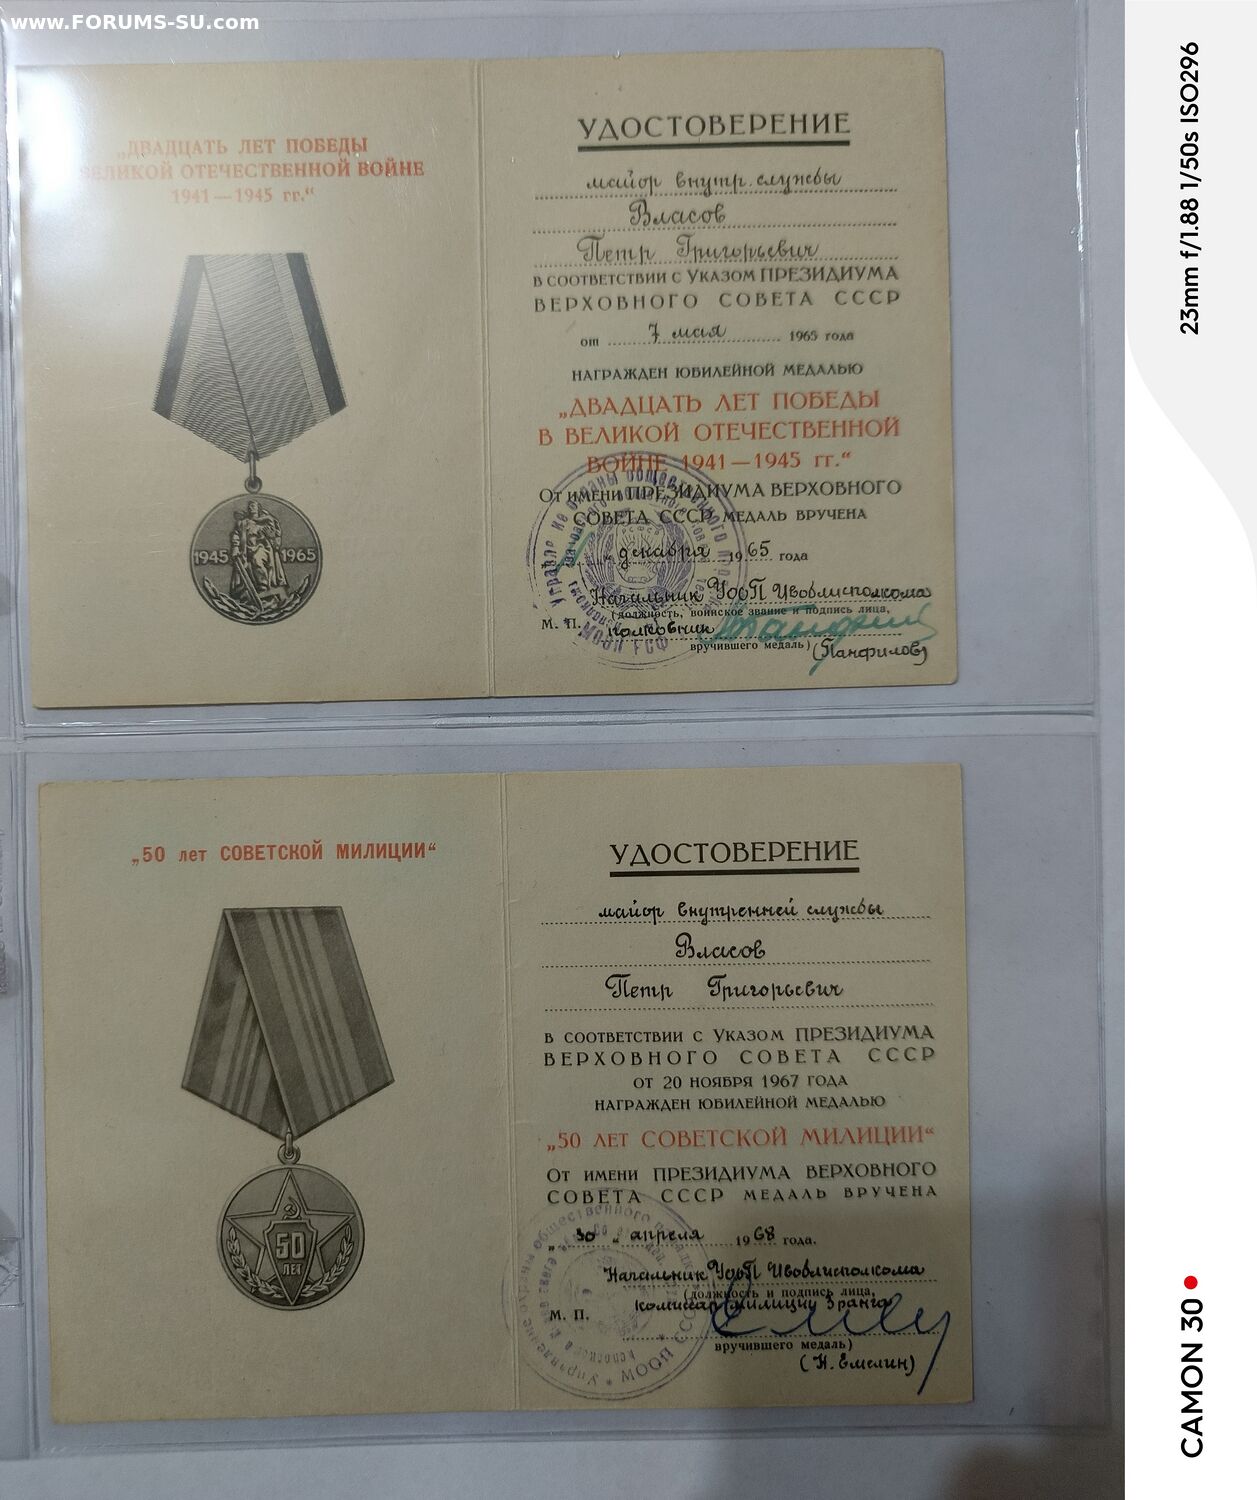 www.FORUMS-SU.com
„ДВАДЦАТЬ ЛЕТ ПОБЕДЫ
ВЕЛИКОЙ ОТЕЧЕСТВЕННОЙ ВОЙНЕ
1941—1945 гг.“
1945 1965
УДОСТОВЕРЕНИЕ
майор внутр. службы
Власов
Петр Григорьевич
В СООТВЕТСТВИИ С УКАЗОМ ПРЕЗИДИУМА
ВЕРХОВНОГО СОВЕТА СССР
от 7 мая 1965 года
НАГРАЖДЕН ЮБИЛЕЙНОЙ МЕДАЛЬЮ
„ДВАДЦАТЬ ЛЕТ ПОБЕДЫ
В ВЕЛИКОЙ ОТЕЧЕСТВЕННОЙ
ВОЙНЕ 1941—1945 гг.“
ОТ ИМЕНИ ПРЕЗИДИУМА ВЕРХОВНОГО
СОВЕТА СССР МЕДАЛЬ ВРУЧЕНА
декабря 1965 года
Начальник УООП Ивоблисполкома
(должность, воинское звание и подпись лица,
М. П. полковник
вручившего медаль)
(Панфилов)
„50 лет СОВЕТСКОЙ МИЛИЦИИ“
50
ЛЕТ
УДОСТОВЕРЕНИЕ
майор внутренней службы
Власов
Петр Григорьевич
В СООТВЕТСТВИИ С УКАЗОМ ПРЕЗИДИУМА
ВЕРХОВНОГО СОВЕТА СССР
ОТ 20 НОЯБРЯ 1967 ГОДА
НАГРАЖДЕН ЮБИЛЕЙНОЙ МЕДАЛЬЮ
„50 ЛЕТ СОВЕТСКОЙ МИЛИЦИИ“
ОТ ИМЕНИ ПРЕЗИДИУМА ВЕРХОВНОГО
СОВЕТА СССР МЕДАЛЬ ВРУЧЕНА
„30“ апреля 1968 года.
Начальник УООП Ивоблисполкома
(должность и подпись лица,
комиссар милиции 3 ранга
М. П.
вручившего медаль)
(Н. Емелин)
23mm f/1.88 1/50s ISO296
CAMON 30